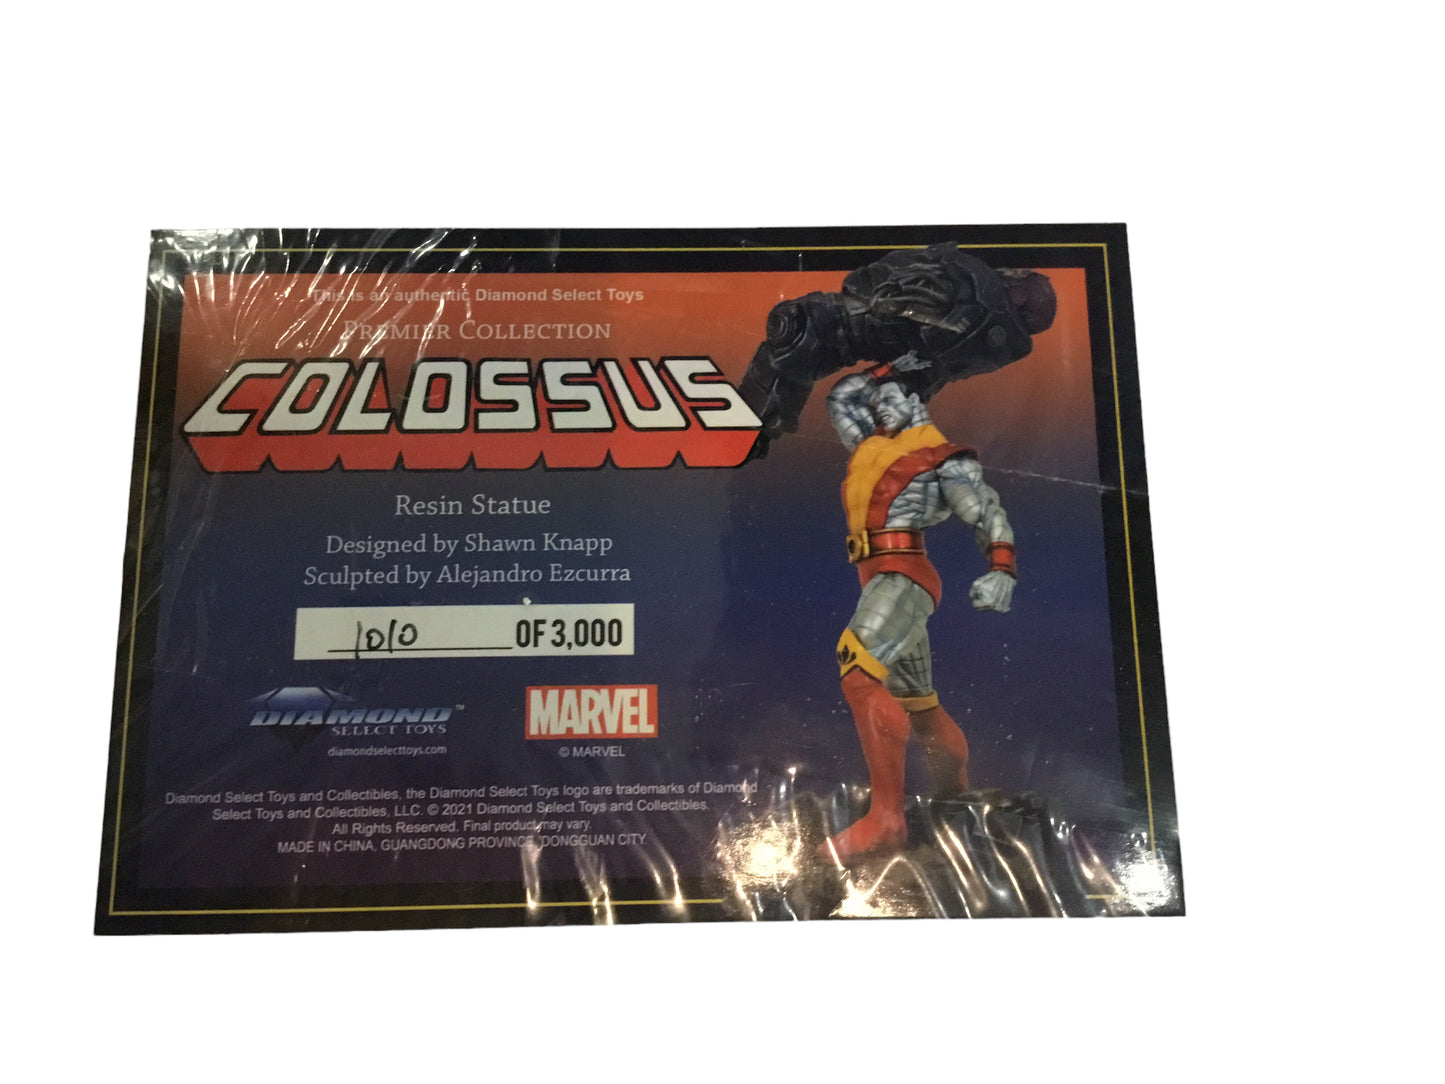 This is an authentic Diamond Select Toys
PREMIER COLLECTION
COLOSSUS
Resin Statue
Designed by Shawn Knapp
Sculpted by Alejandro Ezcurra
1010 OF 3,000
DIAMOND™
SELECT TOYS
diamondselecttoys.com
MARVEL
© MARVEL
Diamond Select Toys and Collectibles, the Diamond Select Toys logo are trademarks of Diamond
Select Toys and Collectibles, LLC. © 2021 Diamond Select Toys and Collectibles.
All Rights Reserved. Final product may vary.
MADE IN CHINA, GUANGDONG PROVINCE, DONGGUAN CITY.